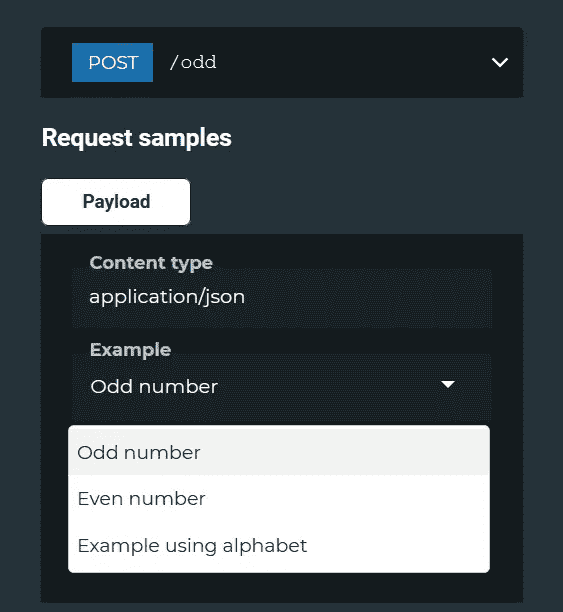 POST /odd
Request samples
Payload
Content type
application/json
Example
Odd number
Odd number
Even number
Example using alphabet